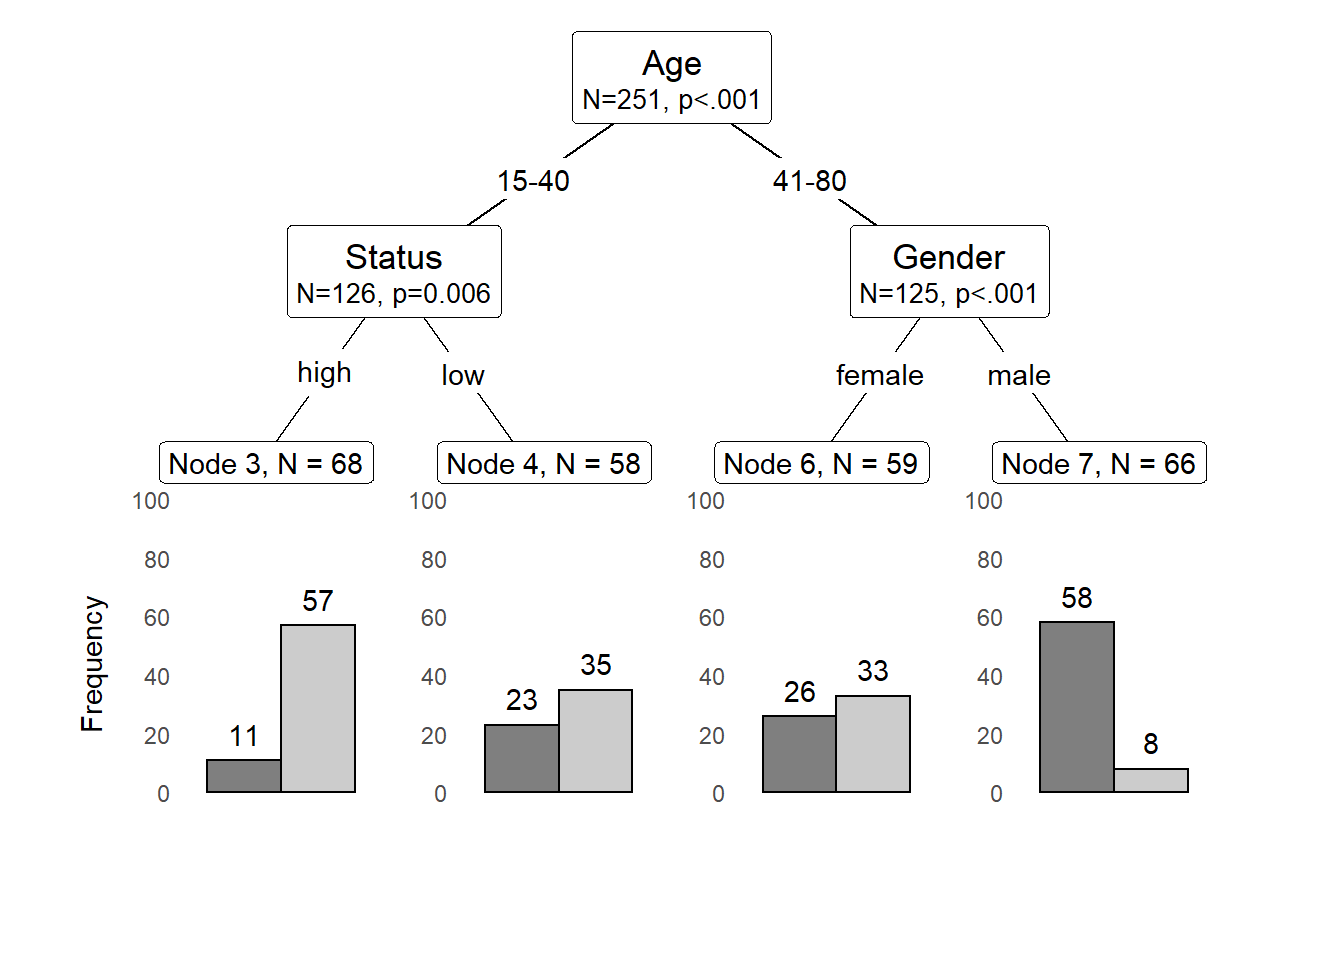 Age
N=251, p<.001
15-40
41-80
Status
N=126, p=0.006
Gender
N=125, p<.001
high
low
female
male
Node 3, N = 68
Node 4, N = 58
Node 6, N = 59
Node 7, N = 66
Frequency
100
80
60
40
20
0
11
57
100
80
60
40
20
0
23
35
100
80
60
40
20
0
26
33
100
80
60
40
20
0
58
8